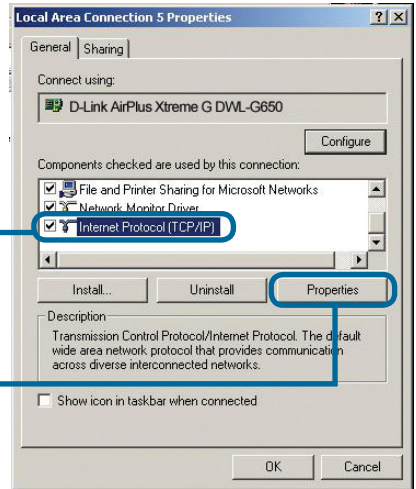 Local Area Connection 5 Properties
General Sharing
Connect using:
D-Link AirPlus Xtreme G DWL-G650
Configure
Components checked are used by this connection:
File and Printer Sharing for Microsoft Networks
Network Monitor Driver
Internet Protocol (TCP/IP)
Install... Uninstall Properties
Description
Transmission Control Protocol/Internet Protocol. The default
wide area network protocol that provides communication
across diverse interconnected networks.
Show icon in taskbar when connected
OK Cancel